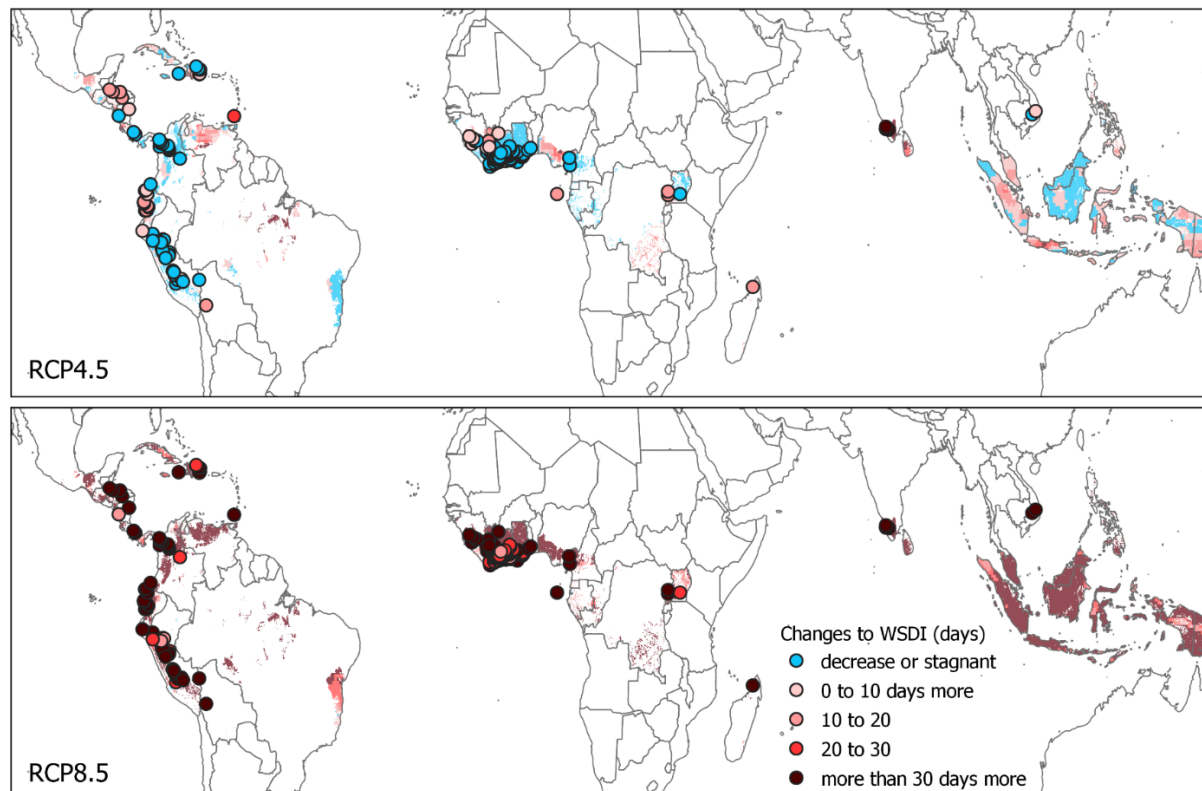 RCP4.5
RCP8.5
Changes to WSDI (days)
decrease or stagnant
0 to 10 days more
10 to 20
20 to 30
more than 30 days more